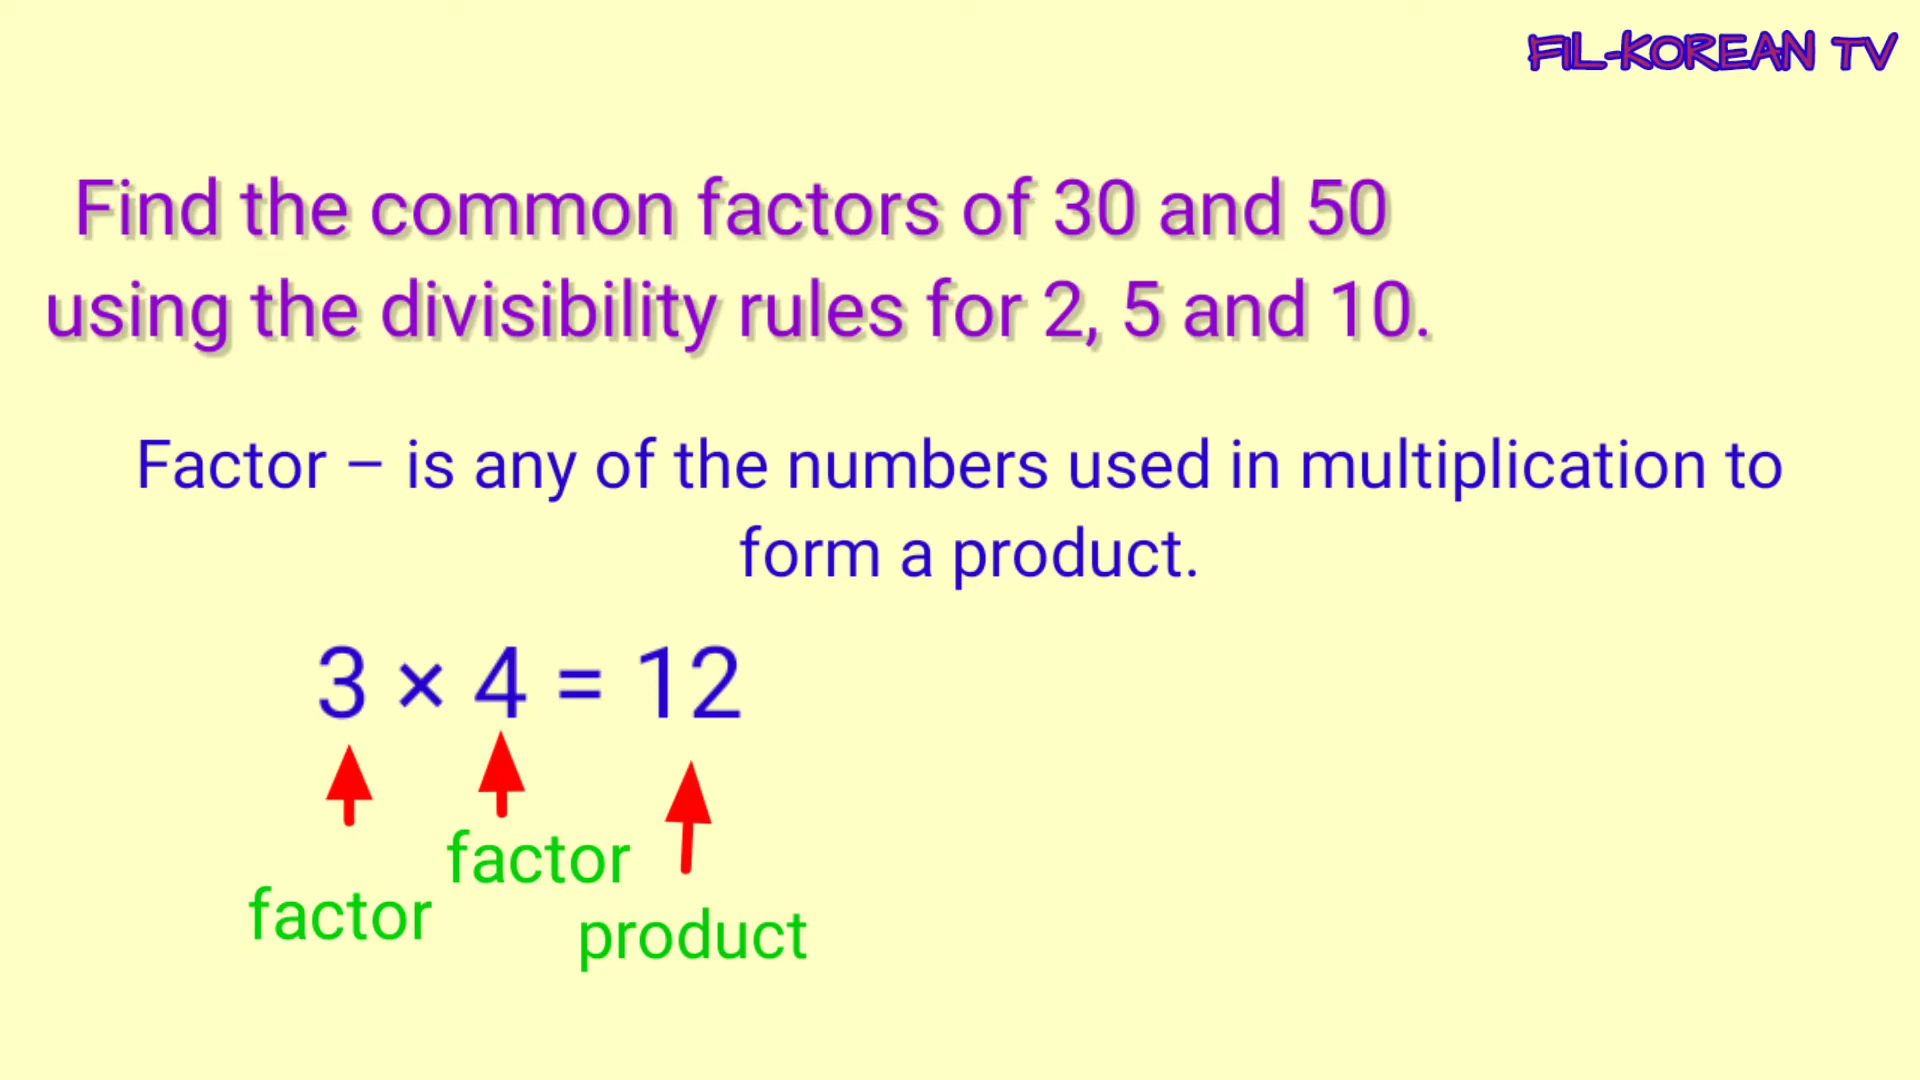 FIL-KOREAN TV
Find the common factors of 30 and 50
using the divisibility rules for 2, 5 and 10.
Factor – is any of the numbers used in multiplication to
form a product.
3 × 4 = 12
factor
factor
product